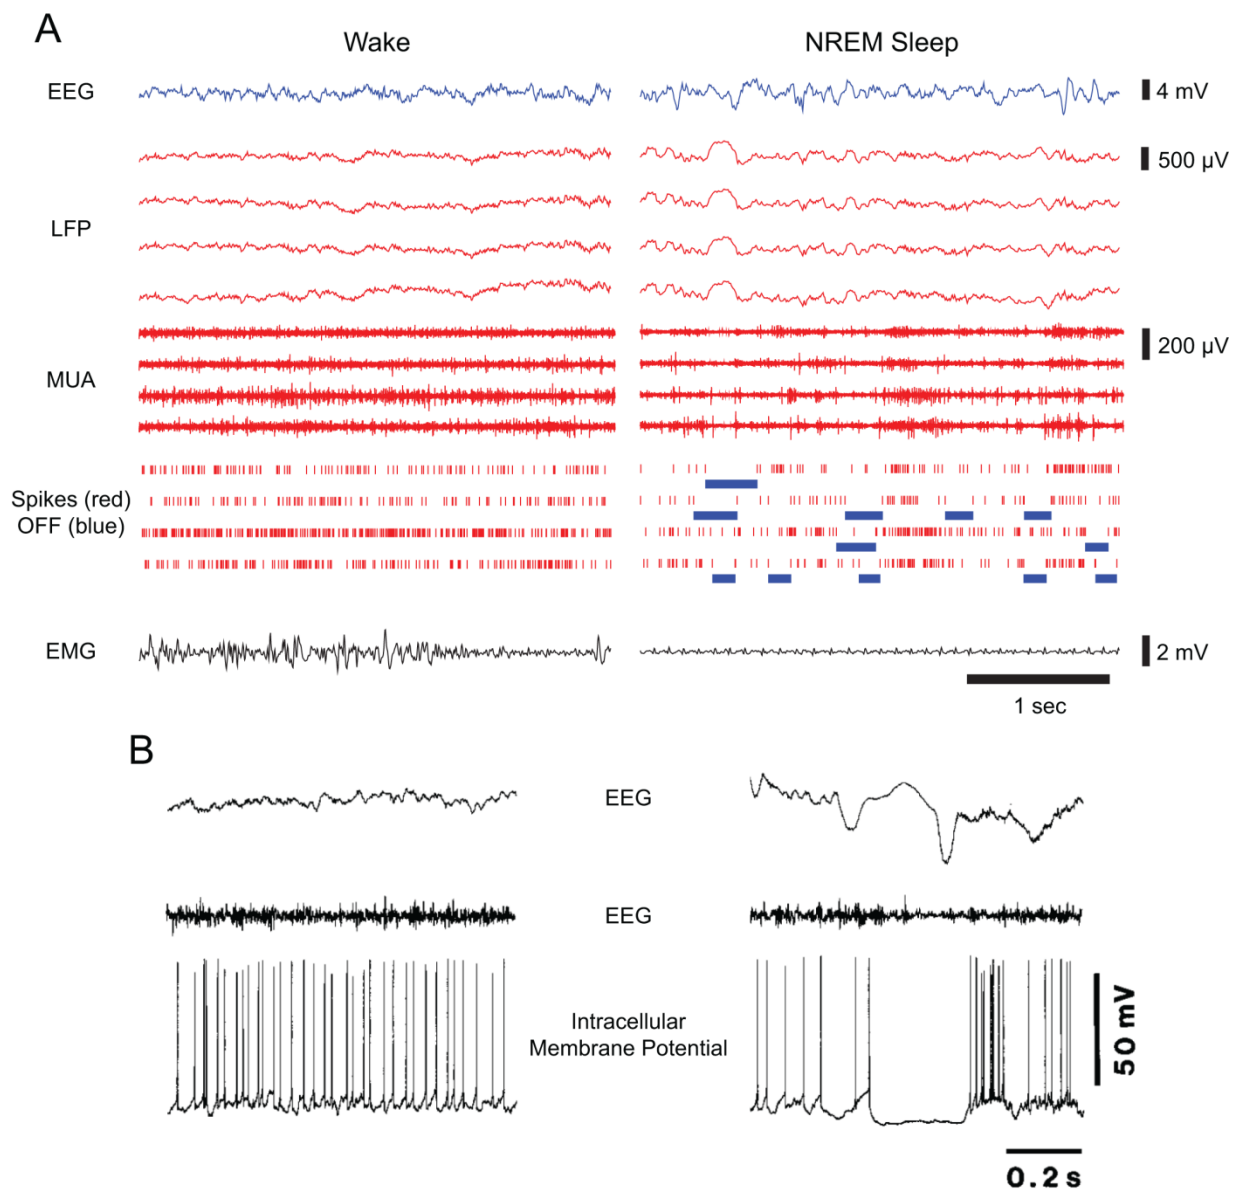 A
Wake
NREM Sleep
EEG
4 mV
500 µV
LFP
MUA
200 µV
Spikes (red)
OFF (blue)
EMG
2 mV
1 sec
B
EEG
EEG
Intracellular
Membrane Potential
50 mV
0.2 s